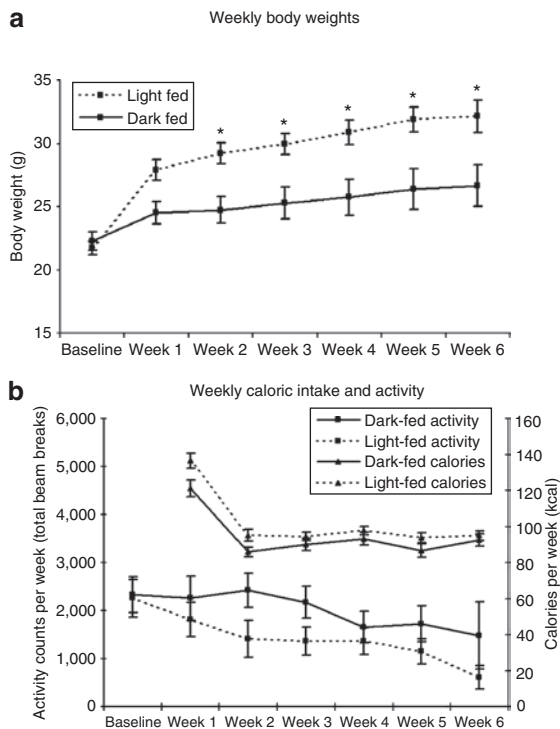 a
Weekly body weights
Body weight (g)
35
30
25
20
15
Light fed
Dark fed
* * * * *
Baseline Week 1 Week 2 Week 3 Week 4 Week 5 Week 6
b
Weekly caloric intake and activity
Activity counts per week (total beam breaks)
6,000
5,000
4,000
3,000
2,000
1,000
0
Dark-fed activity
Light-fed activity
Dark-fed calories
Light-fed calories
160
140
120
100
80
60
40
20
0
Calories per week (kcal)
Baseline Week 1 Week 2 Week 3 Week 4 Week 5 Week 6